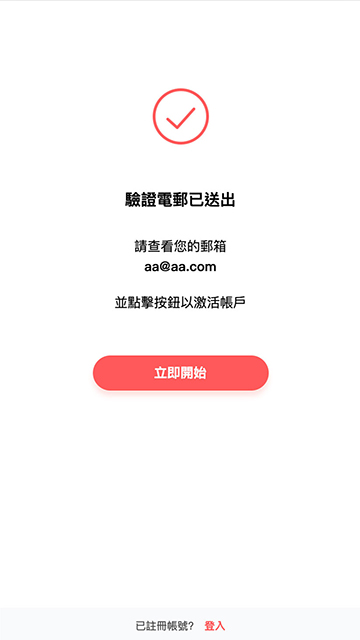 驗證電郵已送出
請查看您的郵箱
aa@aa.com
並點擊按鈕以激活帳戶
立即開始
已註冊帳號? 登入